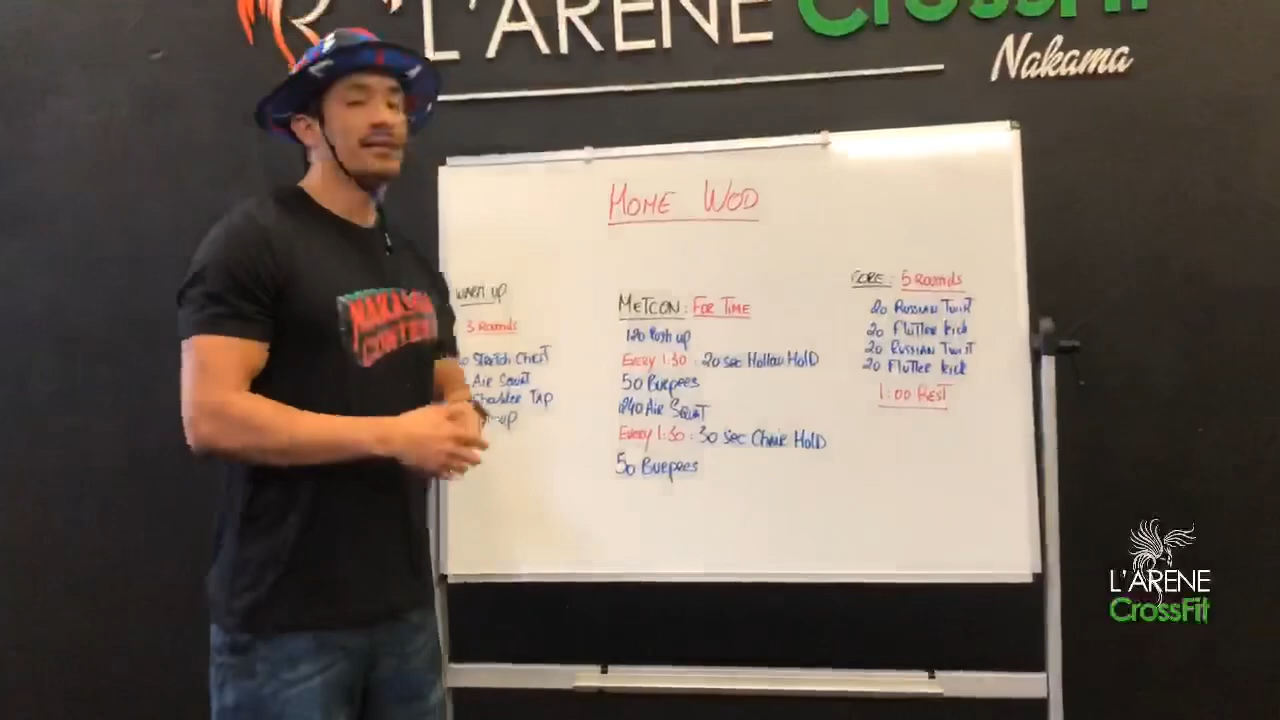 L'ARENE CrossFit
Nakama
HOME WOD
WARM UP
3 Rounds
Stretch Chest
Air Squat
Shoulder Tap
-up
METCON : FOR TIME
120 Push up
EVERY 1:30 : 20 sec Hollow HOLD
50 Burpees
240 Air Squat
EVERY 1:30 : 30 sec Chair HOLD
50 Burpees
CORE : 5 Rounds
20 RUSSIAN TWIST
20 Flutter kick
20 RUSSIAN TWIST
20 Flutter kick
1:00 REST
NAKAMA
L'ARENE
CrossFit